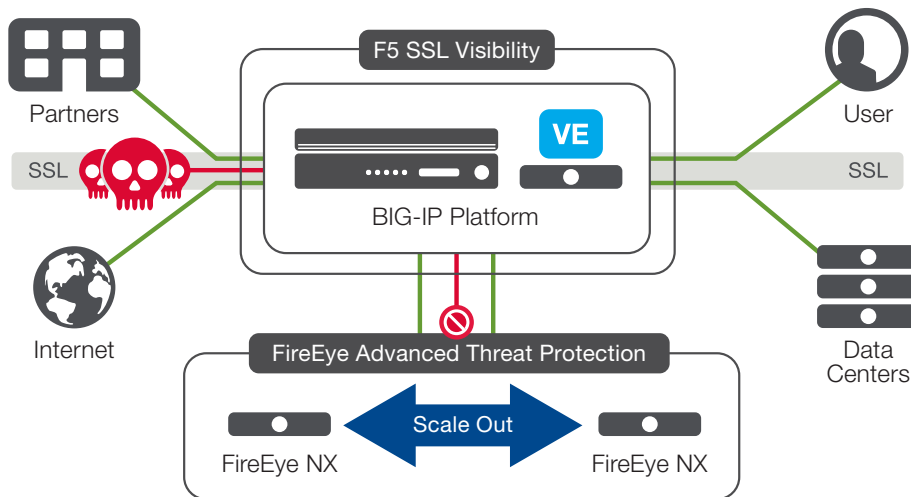 F5 SSL Visibility
Partners
VE
User
SSL
SSL
BIG-IP Platform
Internet
FireEye Advanced Threat Protection
Data
Centers
Scale Out
FireEye NX
FireEye NX